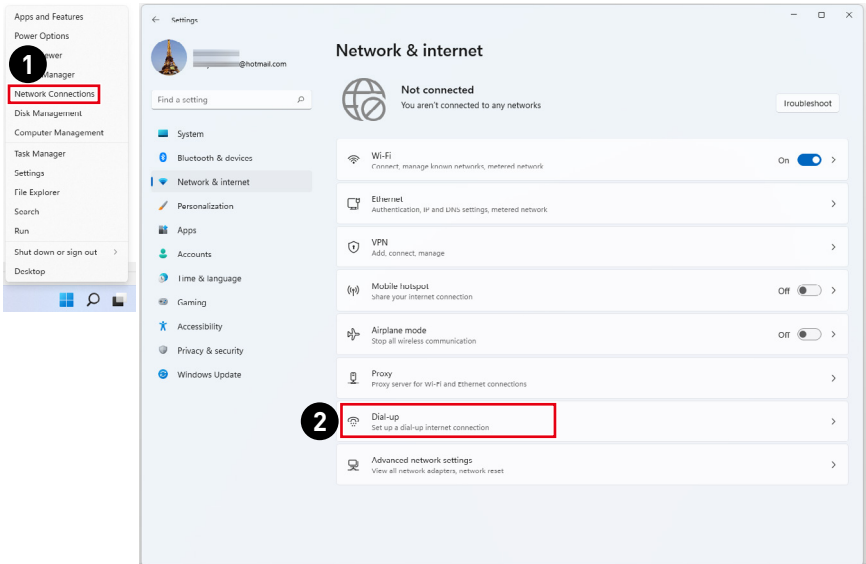 Apps and Features
Power Options
ewer
1
Manager
Network Connections
Disk Management
Computer Management
Task Manager
Settings
File Explorer
Search
Run
Shut down or sign out
Desktop
Settings
@hotmail.com
Find a setting
System
Bluetooth & devices
Network & internet
Personalization
Apps
Accounts
Time & language
Gaming
Accessibility
Privacy & security
Windows Update
Network & internet
Not connected
You aren't connected to any networks
Troubleshoot
Wi-Fi
Connect, manage known networks, metered network
On
Ethernet
Authentication, IP and DNS settings, metered network
VPN
Add, connect, manage
Mobile hotspot
Share your internet connection
Off
Airplane mode
Stop all wireless communication
Off
Proxy
Proxy server for Wi-Fi and Ethernet connections
2
Dial-up
Set up a dial-up internet connection
Advanced network settings
View all network adapters, network reset